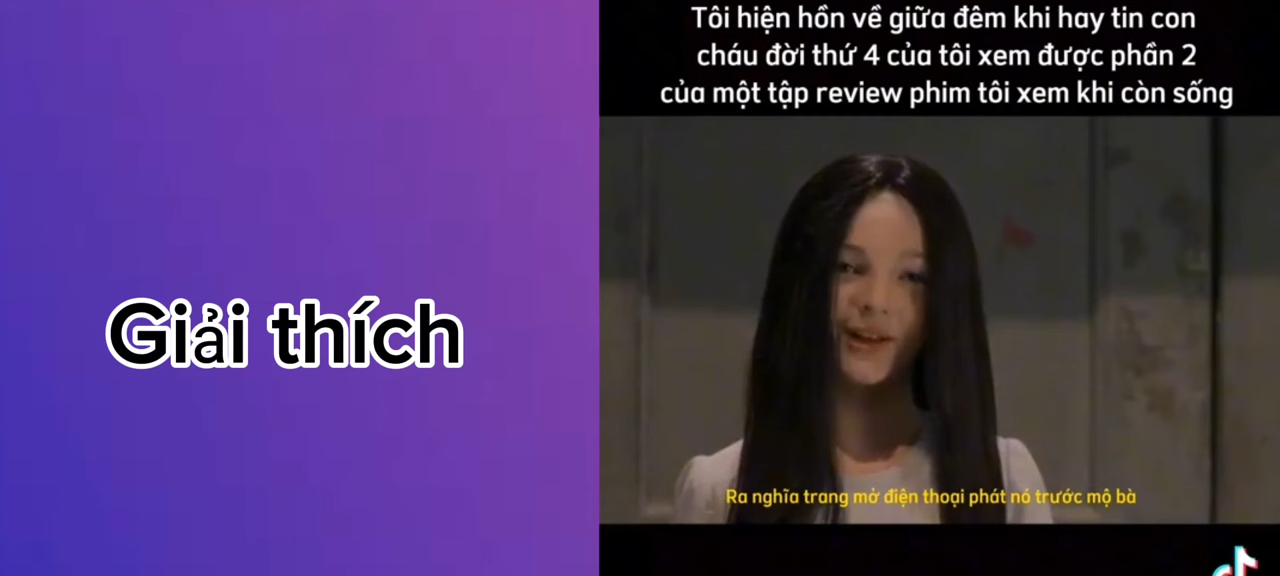 Giải thích
Tôi hiện hồn về giữa đêm khi hay tin con
cháu đời thứ 4 của tôi xem được phần 2
của một tập review phim tôi xem khi còn sống
Ra nghĩa trang mở điện thoại phát nó trước mộ bà